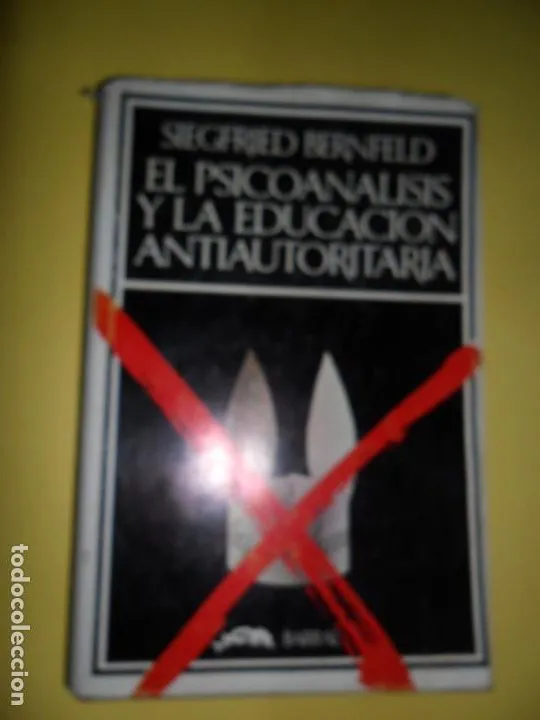 SIEGFRIED BERNFELD
EL PSICOANALISIS
Y LA EDUCACION
ANTIAUTORITARIA
todocoleccion